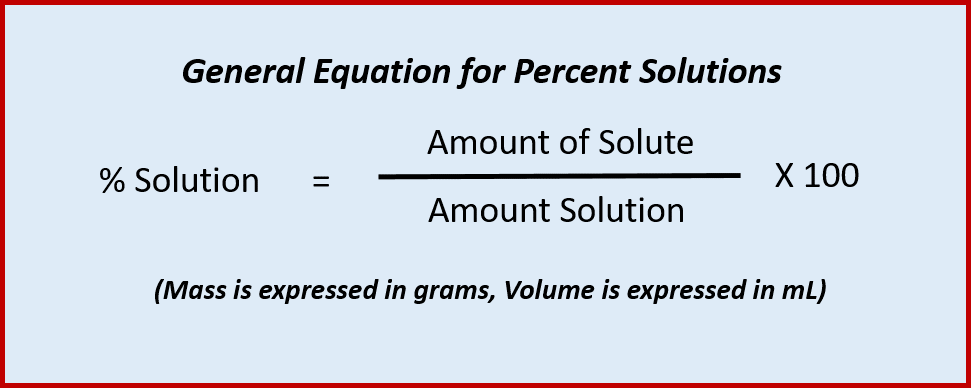 General Equation for Percent Solutions
Amount of Solute
% Solution = X 100
Amount Solution
(Mass is expressed in grams, Volume is expressed in mL)